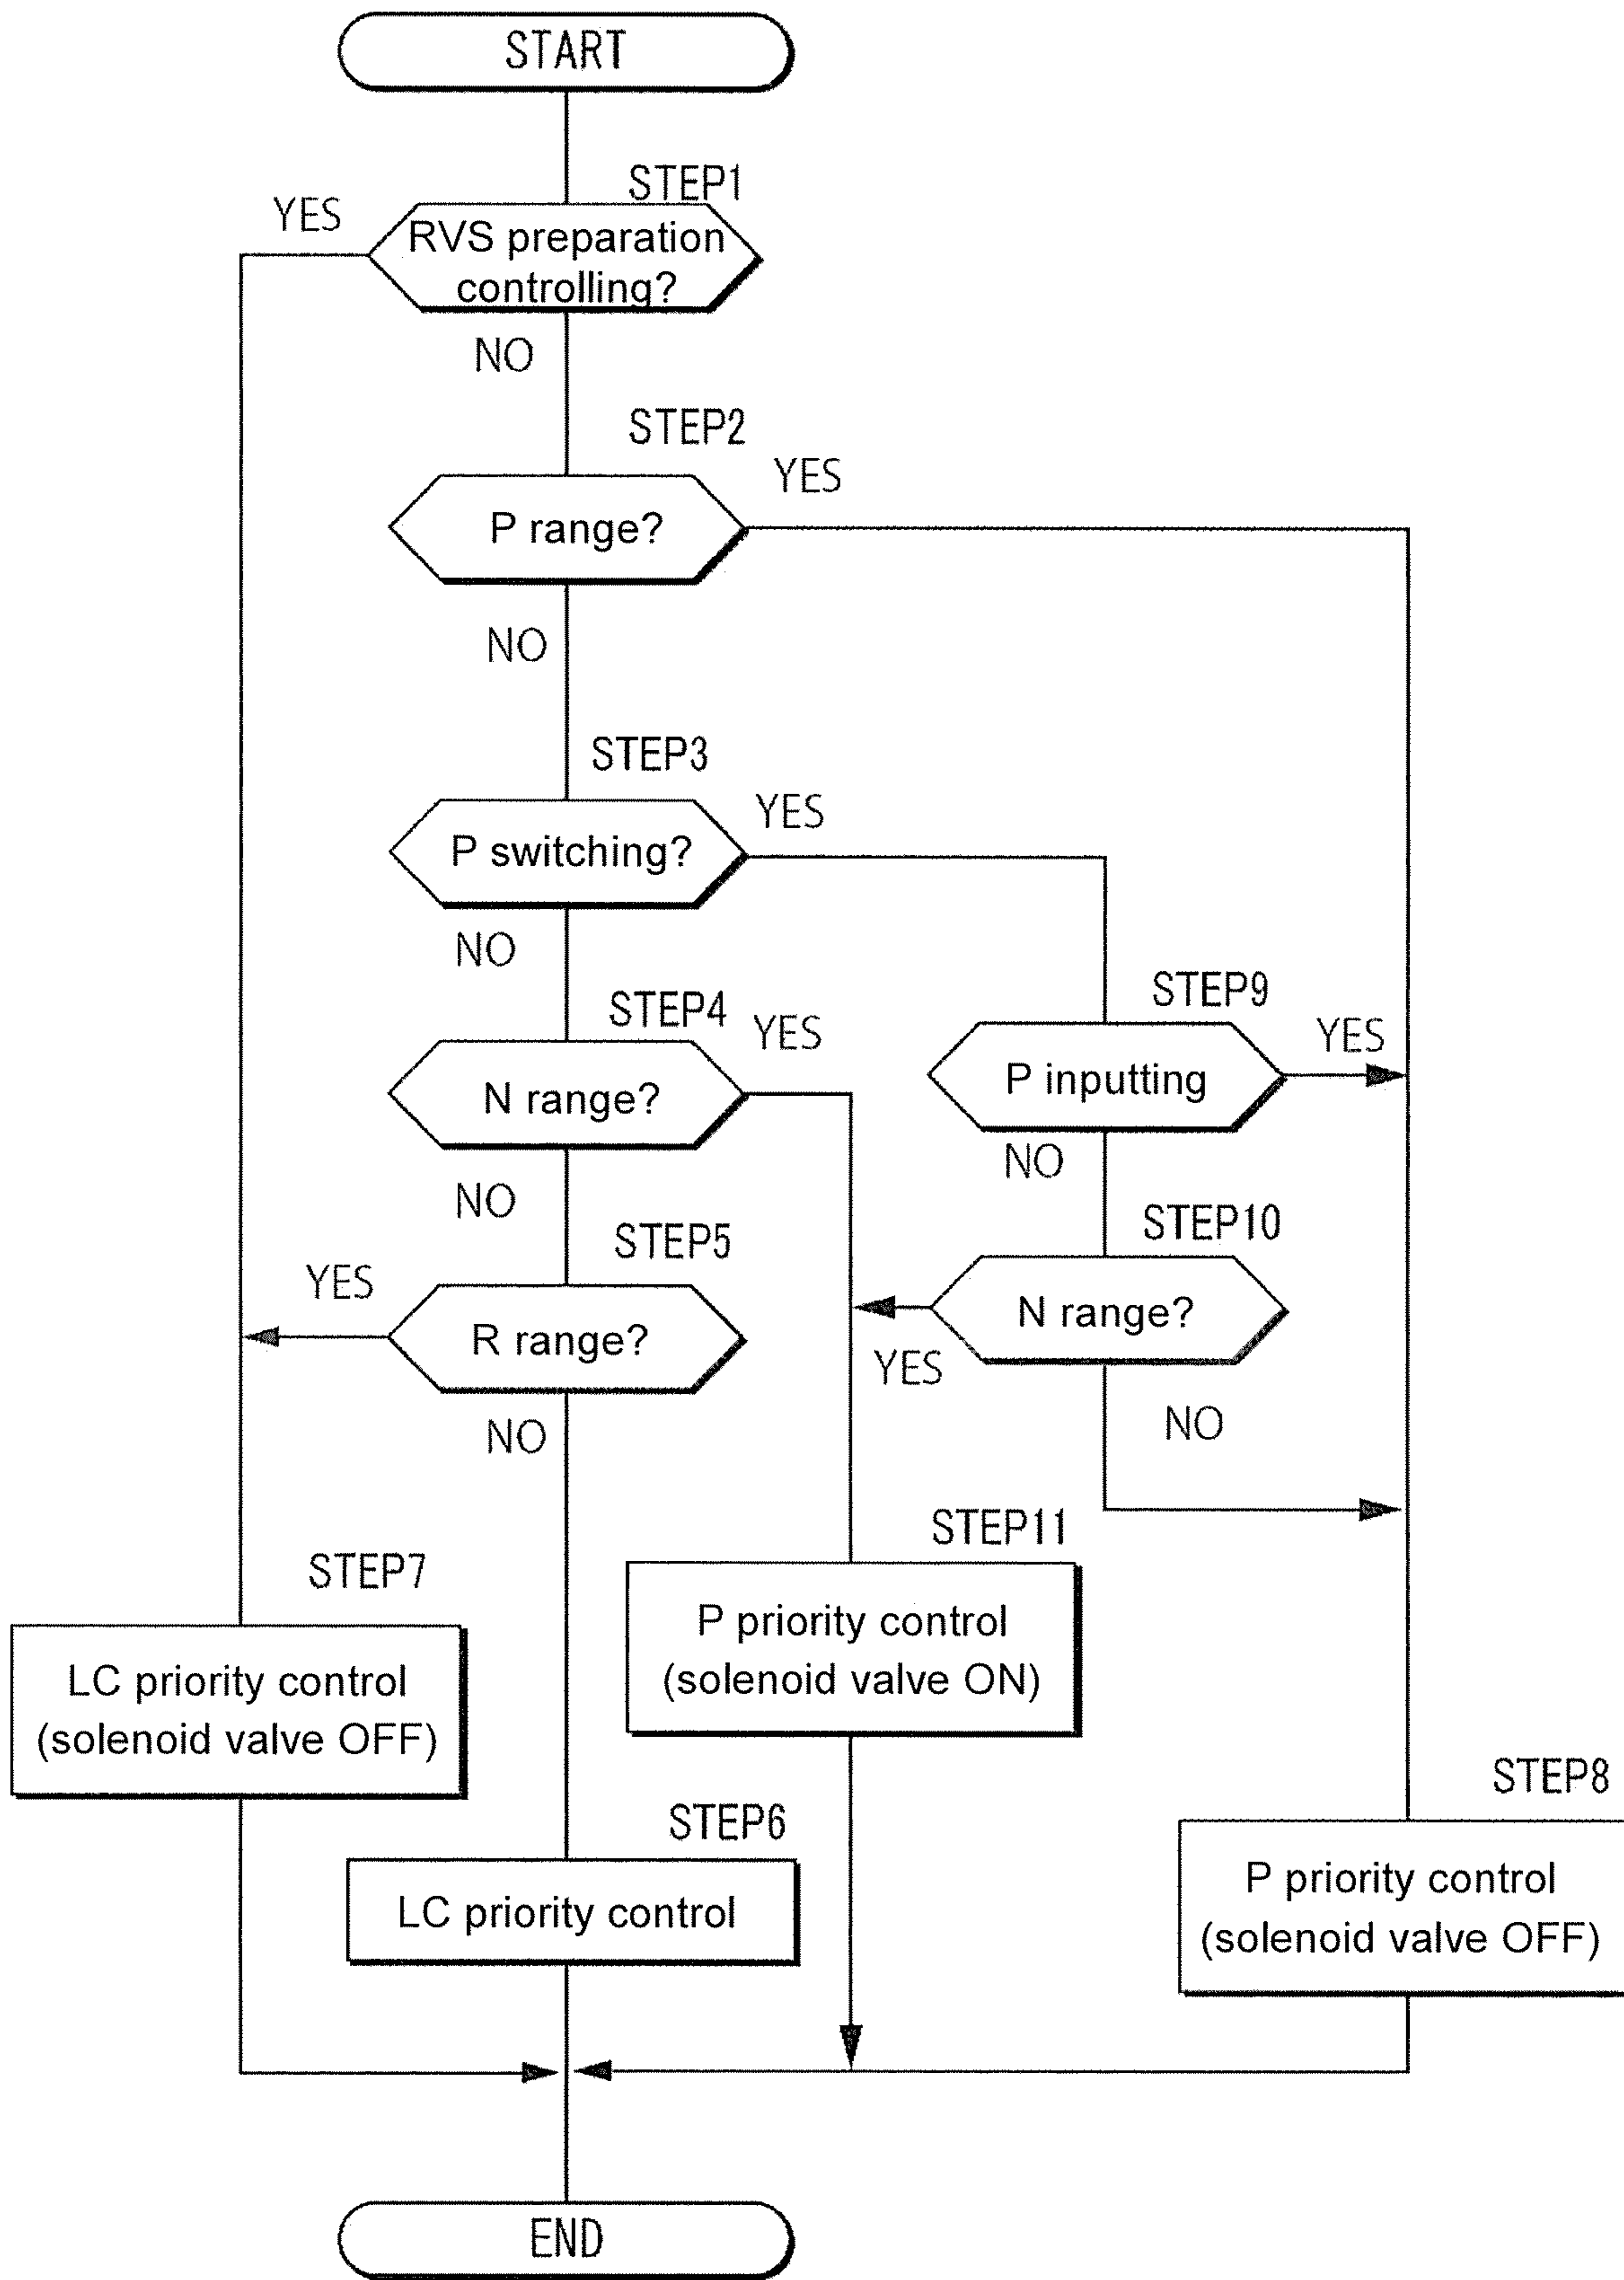 START
STEP1
YES
RVS preparation
controlling?
NO
STEP2
YES
P range?
NO
STEP3
YES
P switching?
NO
STEP4
YES
N range?
NO
STEP9
YES
P inputting
NO
STEP5
YES
R range?
NO
STEP10
N range?
YES
NO
STEP7
LC priority control
(solenoid valve OFF)
STEP11
P priority control
(solenoid valve ON)
STEP6
LC priority control
STEP8
P priority control
(solenoid valve OFF)
END